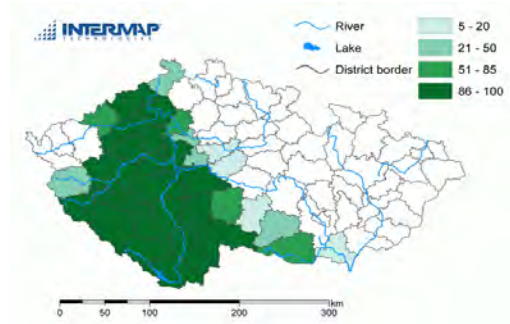 INTERMAP
TECHNOLOGIES
River
Lake
District border
5 - 20
21 - 50
51 - 85
86 - 100
0 50 100 200 300 km